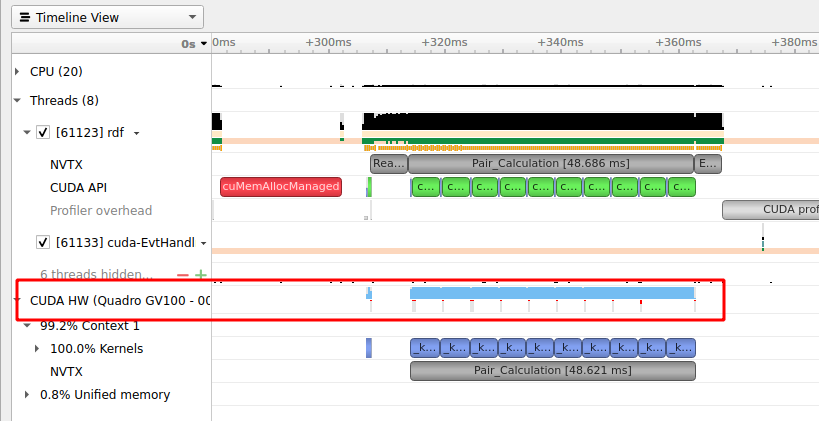 Timeline View
0s 0ms +300ms +320ms +340ms +360ms +380ms
CPU (20)
Threads (8)
[61123] rdf
NVTX Rea... Pair_Calculation [48.686 ms] E...
CUDA API cuMemAllocManaged c... c... c... c... c... c... c... c... c... c...
Profiler overhead CUDA prof
[61133] cuda-EvtHandl
6 threads hidden... — +
CUDA HW (Quadro GV100 - 00
99.2% Context 1
100.0% Kernels _k... _k... _k... _k... _k... _k... _k... _k... _k... _k...
NVTX Pair_Calculation [48.621 ms]
0.8% Unified memory